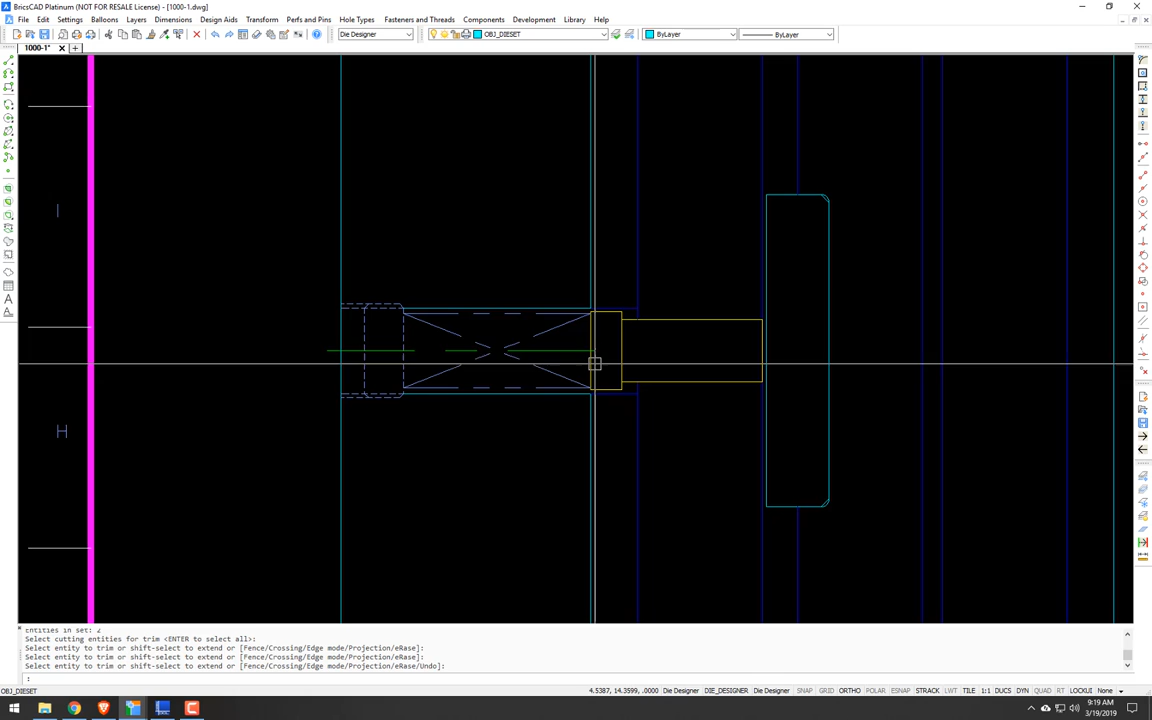 BricsCAD Platinum (NOT FOR RESALE License) - [1000-1.dwg]
File Edit Settings Balloons Layers Dimensions Design Aids Transform Perfs and Pins Hole Types Fasteners and Threads Components Development Library Help
Die Designer OBJ_DIESET ByLayer ByLayer
1000-1*
I
H
Entities in set: 2
Select cutting entities for trim <ENTER to select all>:
Select entity to trim or shift-select to extend or [Fence/Crossing/Edge mode/Projection/eRase]:
Select entity to trim or shift-select to extend or [Fence/Crossing/Edge mode/Projection/eRase]:
Select entity to trim or shift-select to extend or [Fence/Crossing/Edge mode/Projection/eRase/Undo]:
:
OBJ_DIESET 4.5387, 14.3599, .0000 Die Designer DIE_DESIGNER Die Designer SNAP GRID ORTHO POLAR ESNAP STRACK LWT TILE 1:1 DUCS DYN QUAD RT LOCKUI None
9:19 AM
3/19/2019